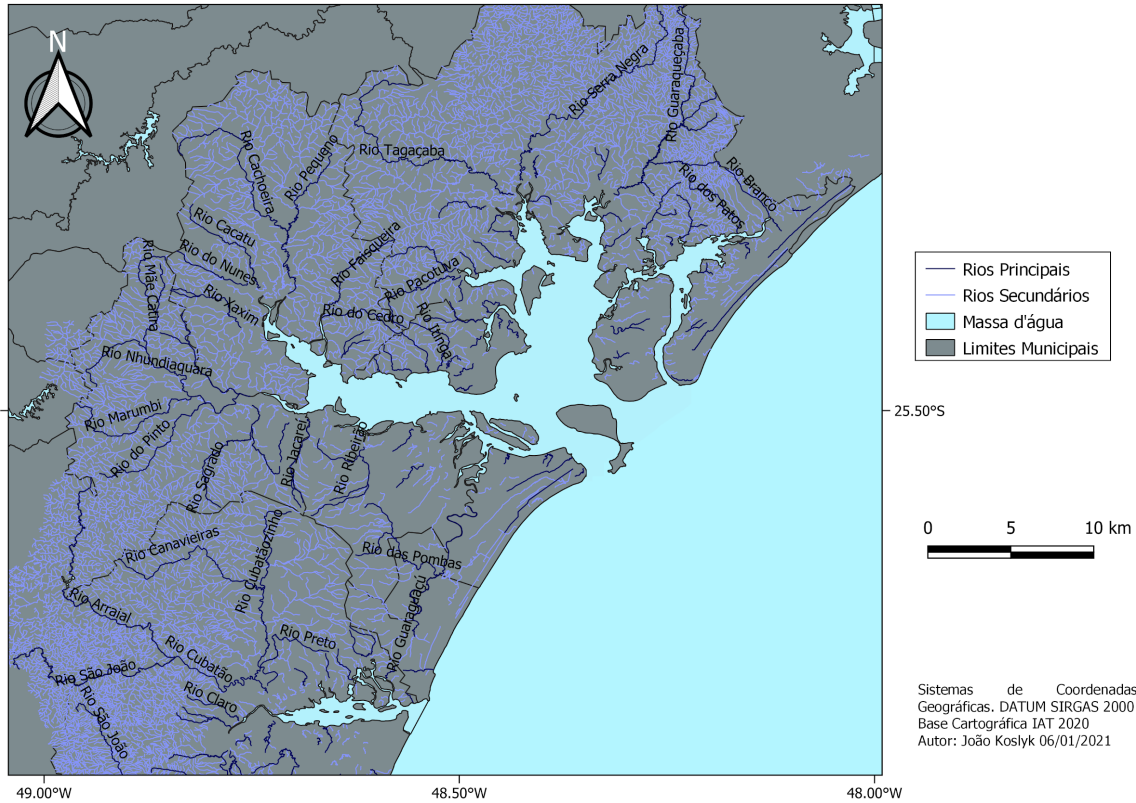 N
Rio Serra Negra
Rio Guaraqueçaba
Rio Tagaçaba
Rio Cachoeira
Rio Pequeno
Rio Branco
Rio dos Patos
Rio Cacatu
Rio do Nunes
Rio Faisqueira
Rio Mãe Catira
Rio Xaxim
Rio Pacotuva
Rio do Cedro
Rio Itinga
Rio Nhundiaquara
Rio Marumbi
Rio do Pinto
Rio Sagrado
Rio Jacareí
Rio Ribeirão
Rio Canavieiras
Rio Cubatãozinho
Rio das Pombas
Rio Guaraguaçú
Rio Arraial
Rio Preto
Rio Cubatão
Rio São João
Rio Claro
Rio São João
Rios Principais
Rios Secundários
Massa d'água
Limites Municipais
25.50°S
0 5 10 km
Sistemas de Coordenadas
Geográficas. DATUM SIRGAS 2000
Base Cartográfica IAT 2020
Autor: João Koslyk 06/01/2021
49.00°W 48.50°W 48.00°W